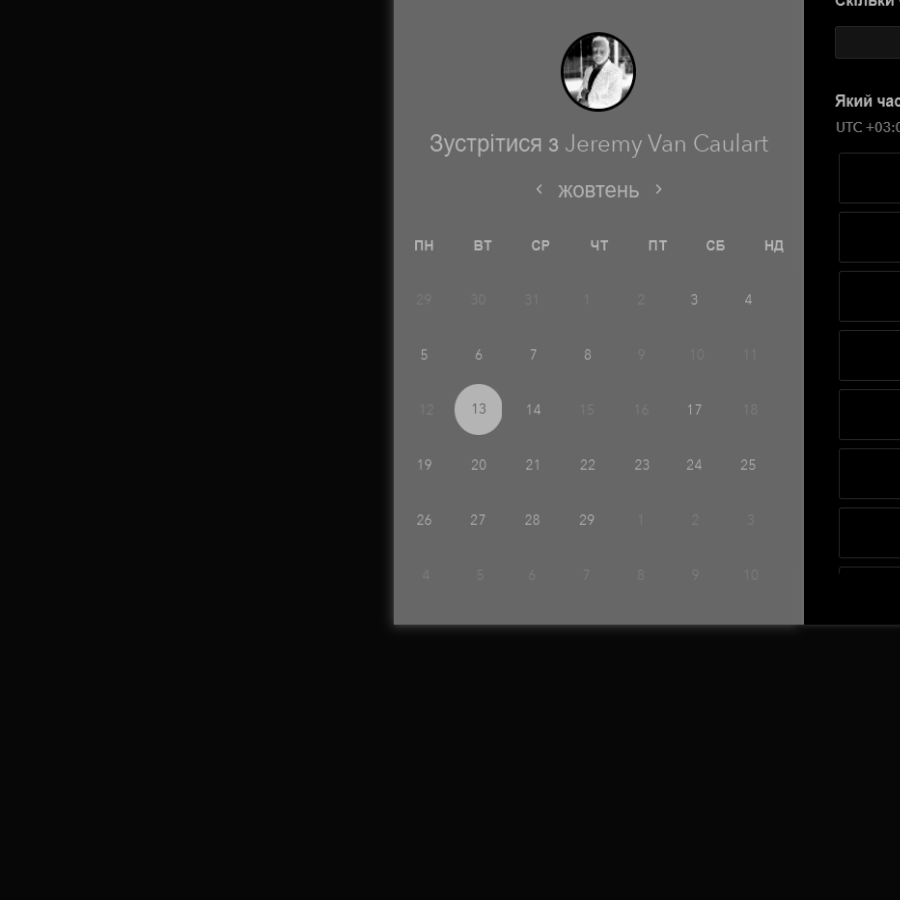 Скільки
Зустрітися з Jeremy Van Caulart
жовтень
ПН ВТ СР ЧТ ПТ СБ НД
29 30 31 1 2 3 4
5 6 7 8 9 10 11
12 13 14 15 16 17 18
19 20 21 22 23 24 25
26 27 28 29 1 2 3
4 5 6 7 8 9 10
Який час
UTC +03:0